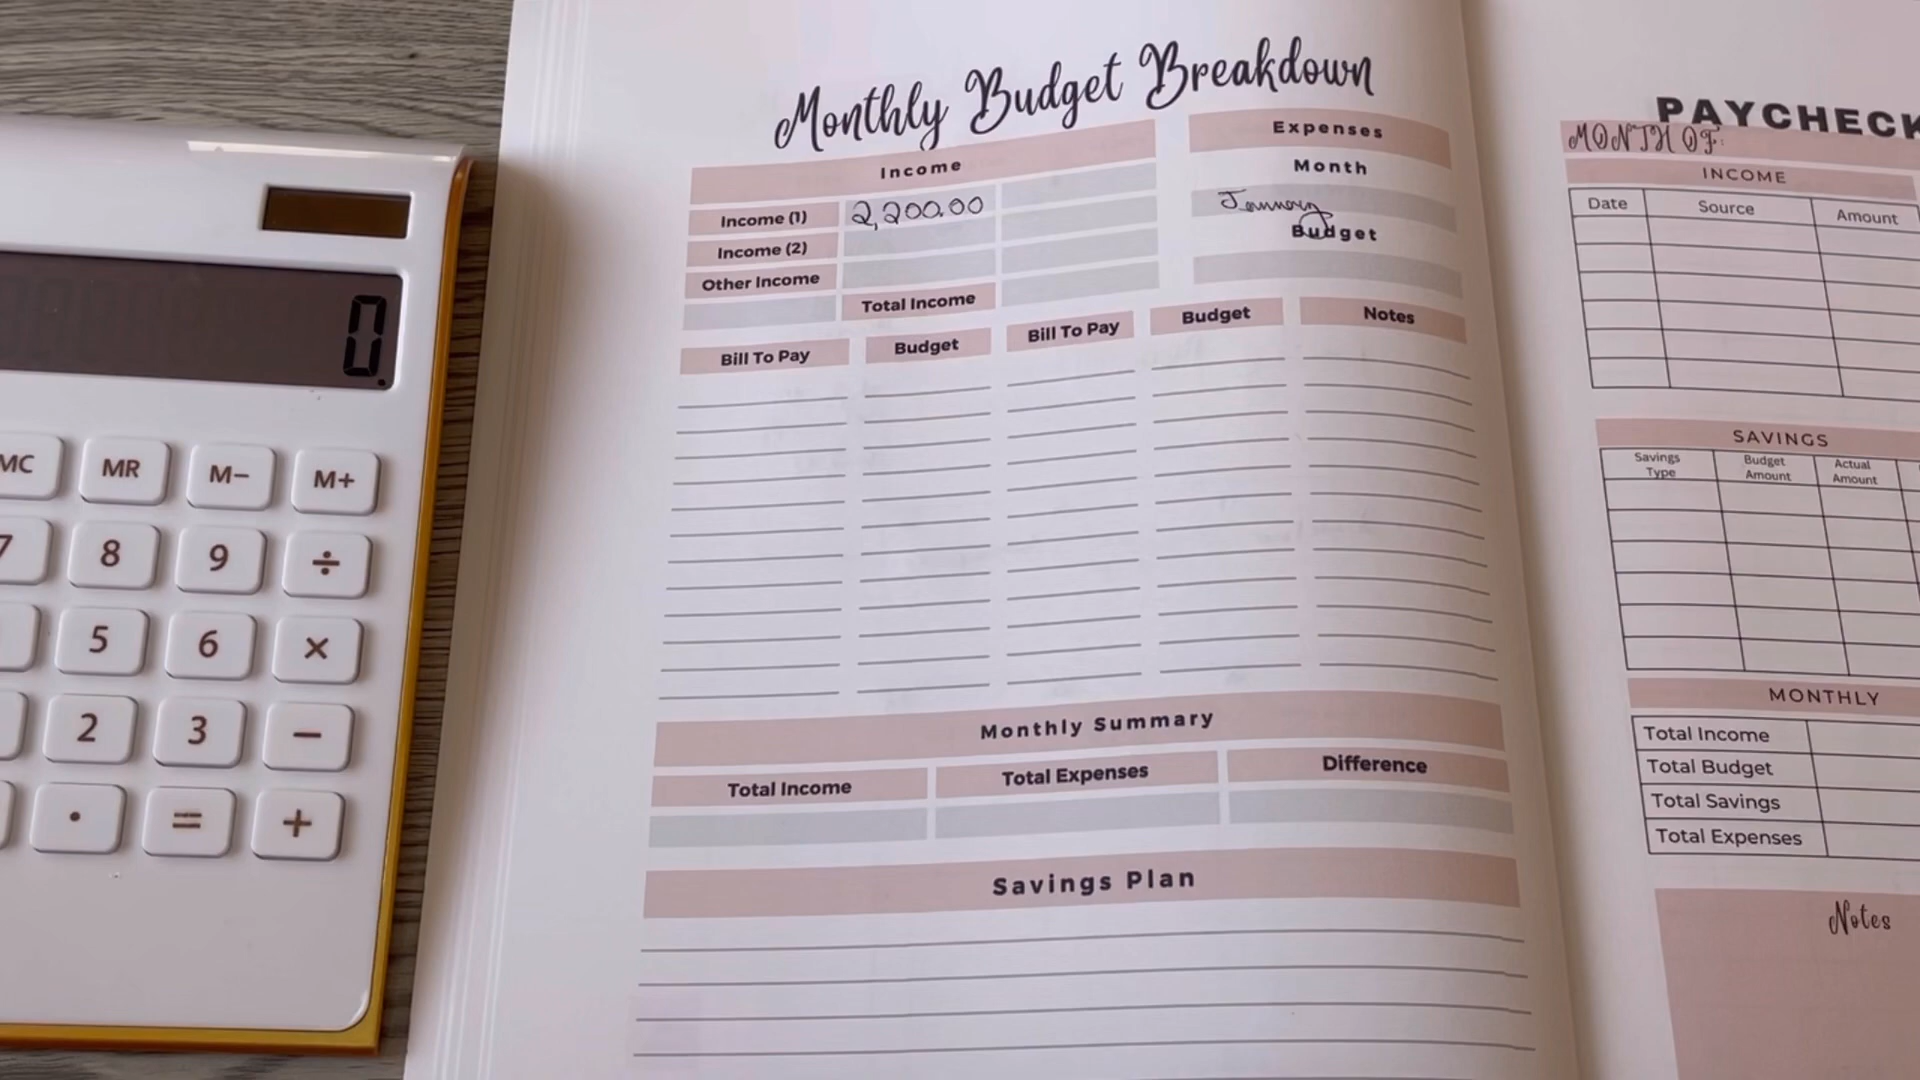 Monthly Budget Breakdown
Income
Income (1) 2,200.00
Income (2)
Other Income
Total Income
Expenses
Month
January
Budget
Bill To Pay Budget Bill To Pay Budget Notes
Monthly Summary
Total Income Total Expenses Difference
Savings Plan
PAYCHECK
MONTH OF:
INCOME
Date Source Amount
SAVINGS
Savings Type Budget Amount Actual Amount
MONTHLY
Total Income
Total Budget
Total Savings
Total Expenses
Notes
0.
MC MR M− M+
7 8 9 ÷
5 6 ×
2 3 −
. = +